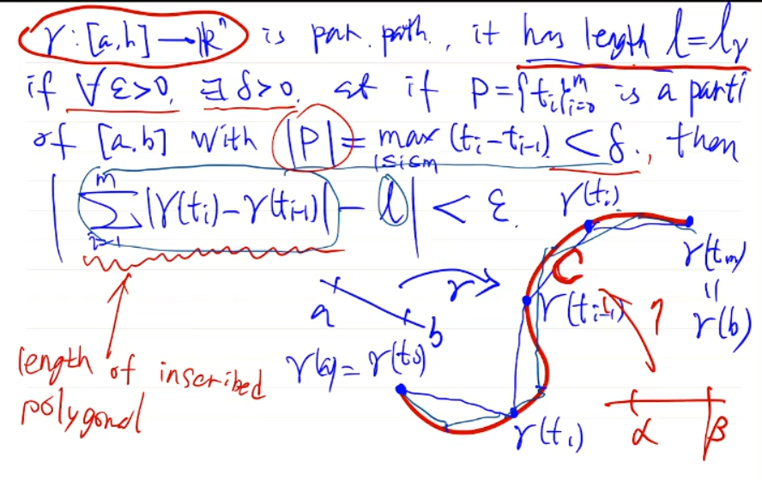 γ : [a,b] → ℝⁿ is par. path., it has length l = l_γ
if ∀ε>0, ∃δ>0, st if P = {t_i}_{i=0}^m is a parti
of [a,b] with |P| = max_{1≤i≤m} (t_i - t_{i-1}) < δ., then
| Σ_{i=1}^m |γ(t_i) - γ(t_{i-1})| - l | < ε.
γ(t_i)
C
γ(t_m)
γ
γ(t_{i-1})
=
γ(b)
a
b
length of inscribed
polygonal
γ(a) = γ(t_0)
γ(t_1)
α
β